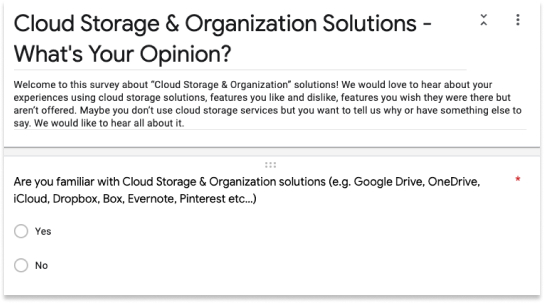 Cloud Storage & Organization Solutions -
What's Your Opinion?
Welcome to this survey about “Cloud Storage & Organization” solutions! We would love to hear about your
experiences using cloud storage solutions, features you like and dislike, features you wish they were there but
aren’t offered. Maybe you don’t use cloud storage services but you want to tell us why or have something else to
say. We would like to hear all about it.
Are you familiar with Cloud Storage & Organization solutions (e.g. Google Drive, OneDrive, *
iCloud, Dropbox, Box, Evernote, Pinterest etc...)
Yes
No